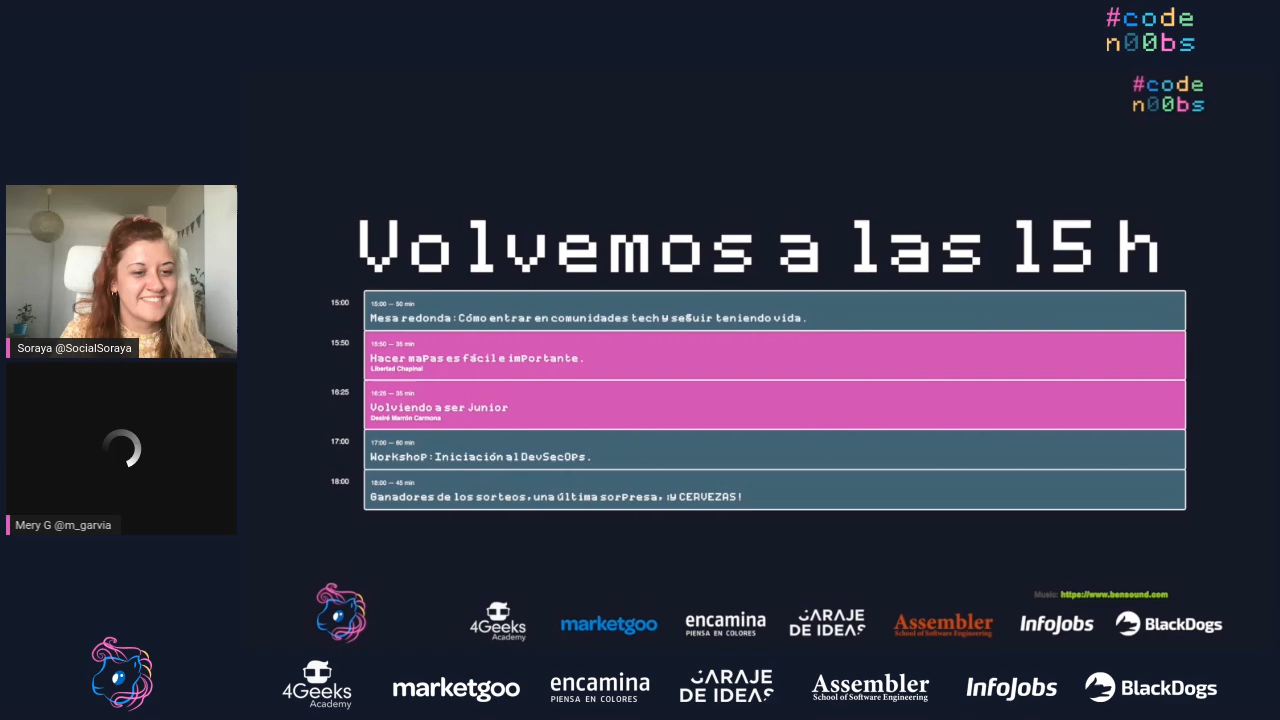 #code
n00bs
#code
n00bs
Volvemos a las 15 h
15:00
15:00 — 50 min
Mesa redonda: Cómo entrar en comunidades tech y seguir teniendo vida.
15:50
15:50 — 35 min
Hacer mapas es fácil e importante.
Libertad Chapinal
16:25
16:25 — 35 min
Volviendo a ser Junior
Desiré Marrón Carmona
17:00
17:00 — 60 min
Workshop: Iniciación al DevSecOps.
18:00
18:00 — 45 min
Ganadores de los sorteos, una última sorpresa, ¡y CERVEZAS!
Soraya @SocialSoraya
Mery G @m_garvia
Music: https://www.bensound.com
4Geeks
Academy
marketgoo
encamina
PIENSA EN COLORES
GARAJE
DE IDEAS
Assembler
School of Software Engineering
InfoJobs
BlackDogs
4Geeks
Academy
marketgoo
encamina
PIENSA EN COLORES
GARAJE
DE IDEAS
Assembler
School of Software Engineering
InfoJobs
BlackDogs